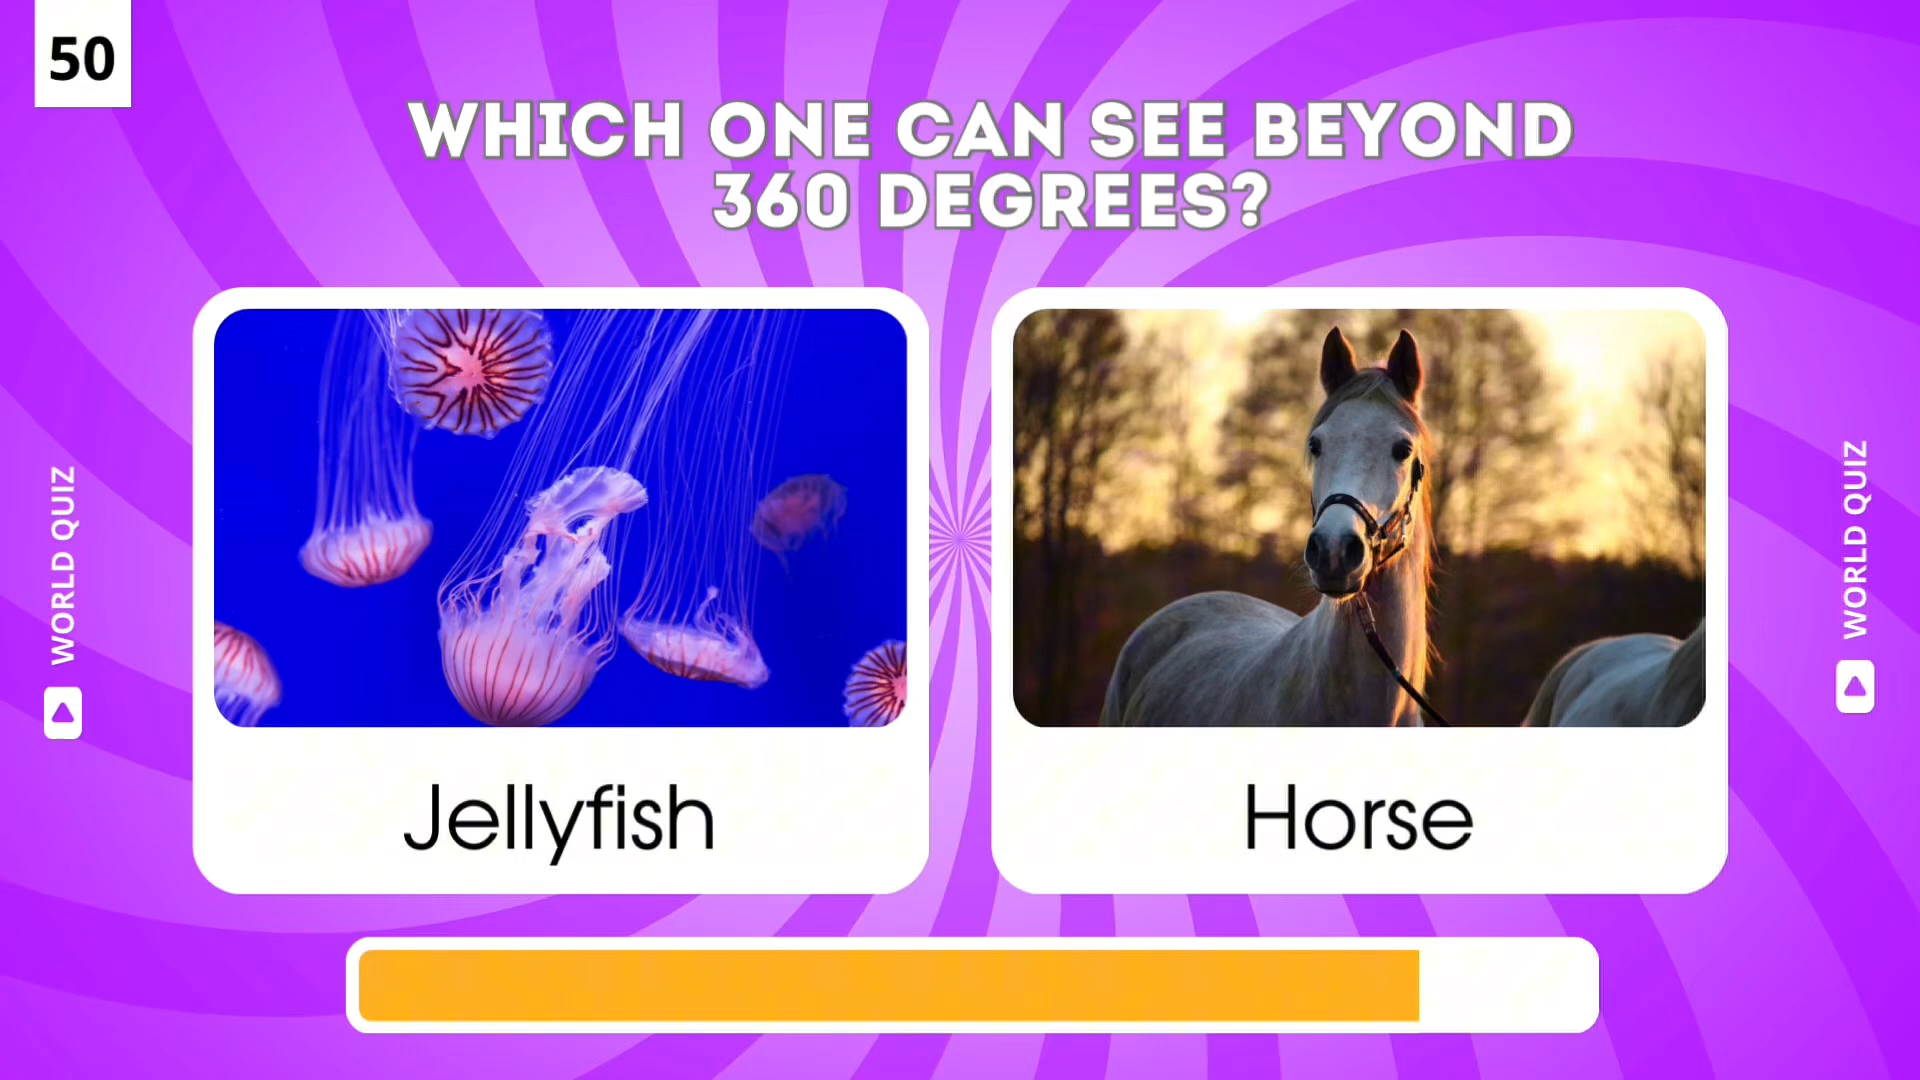 50
WHICH ONE CAN SEE BEYOND
360 DEGREES?
WORLD QUIZ
WORLD QUIZ
Jellyfish
Horse